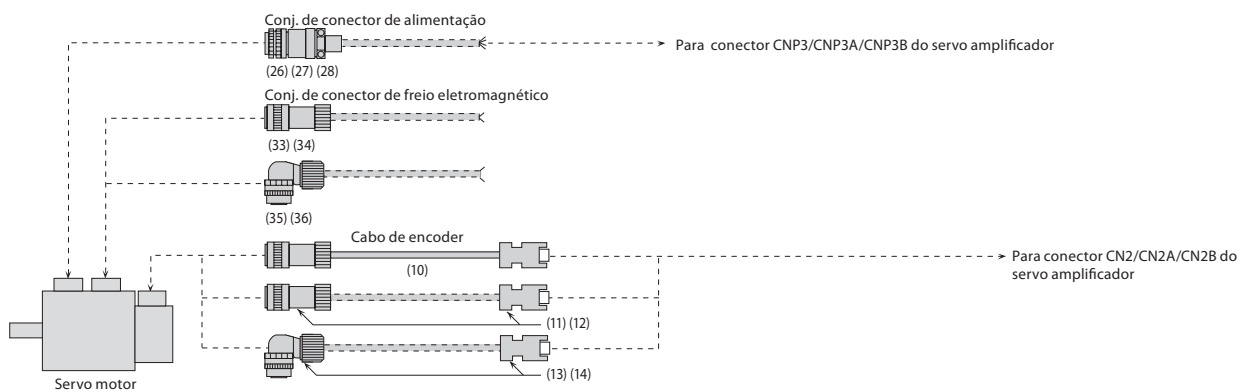 Conj. de conector de alimentação
Para conector CNP3/CNP3A/CNP3B do servo amplificador
(26) (27) (28)
Conj. de conector de freio eletromagnético
(33) (34)
(35) (36)
Cabo de encoder
(10)
Para conector CN2/CN2A/CN2B do
servo amplificador
(11) (12)
(13) (14)
Servo motor